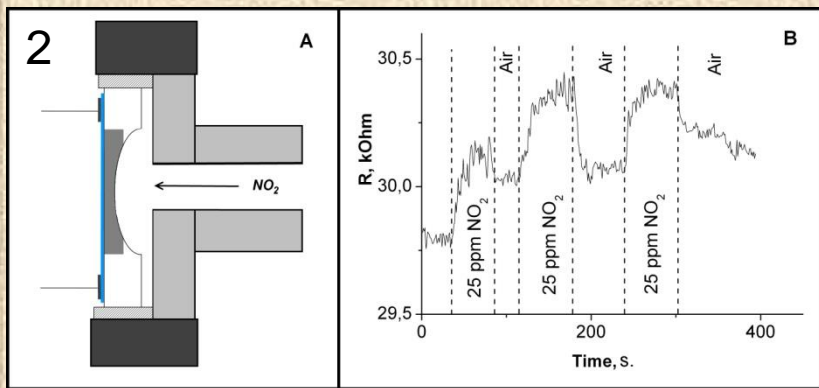 2
A
NO₂
B
R, kOhm
30,5
30,0
29,5
25 ppm NO₂
Air
25 ppm NO₂
Air
25 ppm NO₂
Air
0
200
400
Time, s.